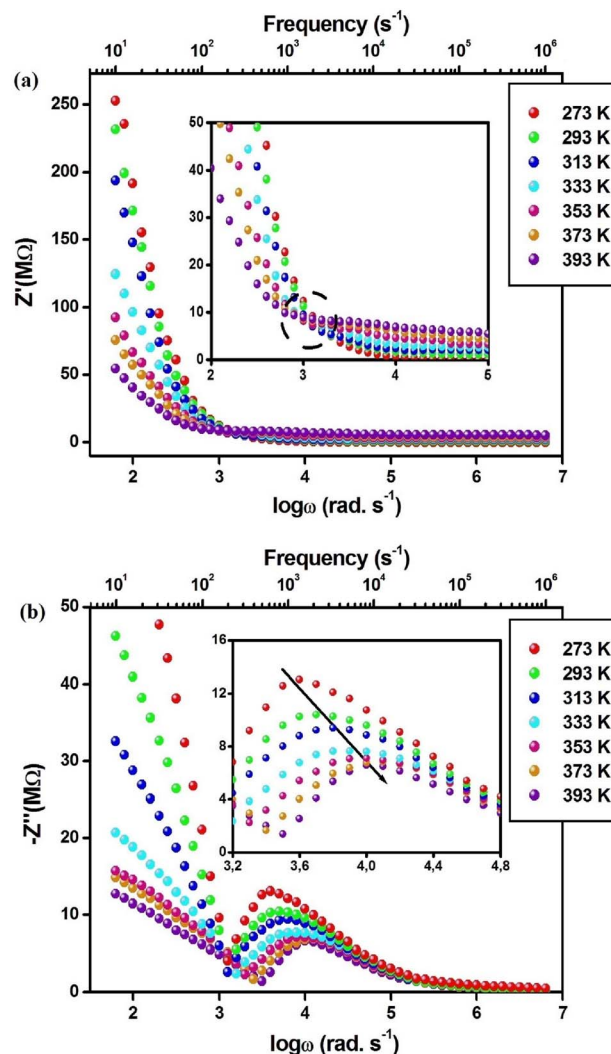 Frequency (s⁻¹)
10¹ 10² 10³ 10⁴ 10⁵ 10⁶
(a)
273 K
293 K
313 K
333 K
353 K
373 K
393 K
250
200
150
100
50
0
Z'(MΩ)
50
40
30
20
10
0
2 3 4 5
2 3 4 5 6 7
logω (rad. s⁻¹)
Frequency (s⁻¹)
10¹ 10² 10³ 10⁴ 10⁵ 10⁶
(b)
273 K
293 K
313 K
333 K
353 K
373 K
393 K
50
40
30
20
10
0
-Z"(MΩ)
16
12
8
4
0
3,2 3,6 4,0 4,4 4,8
2 3 4 5 6 7
logω (rad. s⁻¹)